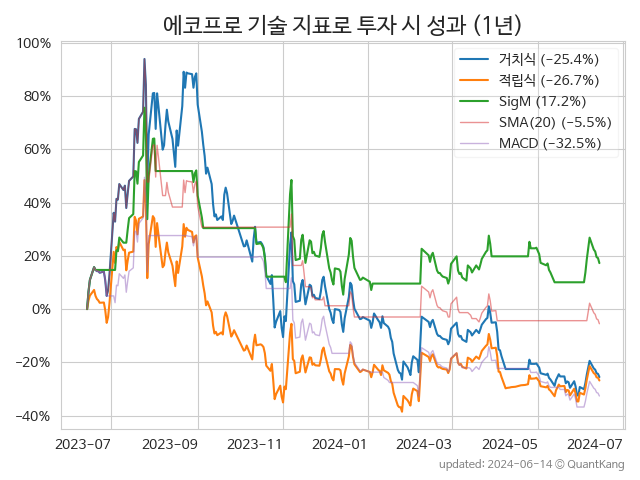 에코프로 기술 지표로 투자 시 성과 (1년)
100%
80%
60%
40%
20%
0%
−20%
−40%
거치식 (−25.4%)
적립식 (−26.7%)
SigM (17.2%)
SMA(20) (−5.5%)
MACD (−32.5%)
2023-07 2023-09 2023-11 2024-01 2024-03 2024-05 2024-07
updated: 2024-06-14 © QuantKang